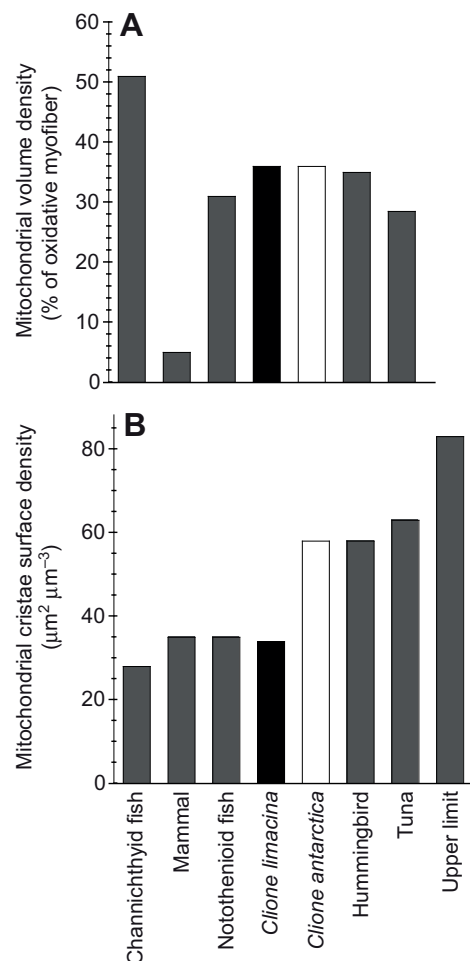 A
60
50
40
30
20
10
0
Mitochondrial volume density
(% of oxidative myofiber)
B
80
60
40
20
0
Mitochondrial cristae surface density
(µm² µm⁻³)
Channichthyid fish
Mammal
Notothenioid fish
Clione limacina
Clione antarctica
Hummingbird
Tuna
Upper limit